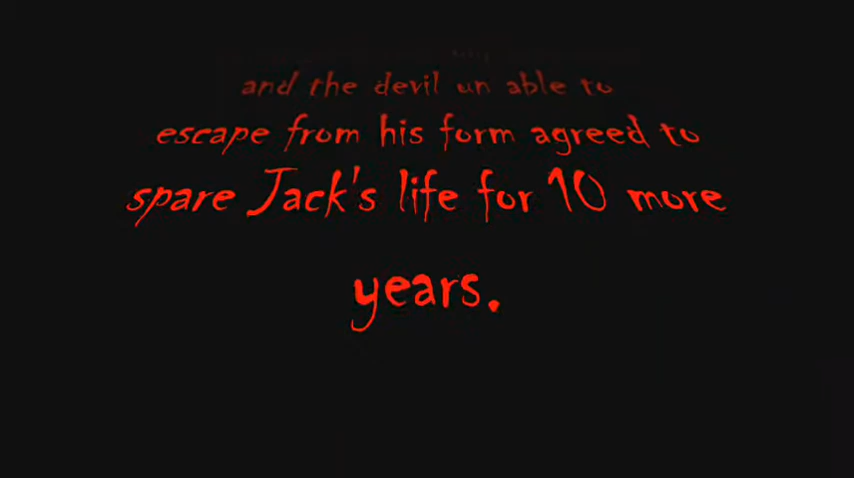 and the devil un able to
escape from his form agreed to
spare Jack's life for 10 more
years.